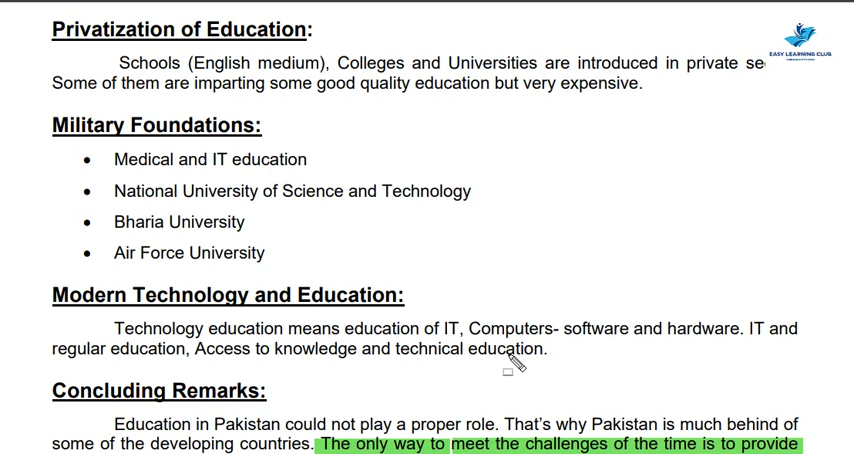 Privatization of Education:
EASY LEARNING CLUB
Schools (English medium), Colleges and Universities are introduced in private se
Some of them are imparting some good quality education but very expensive.
Military Foundations:
• Medical and IT education
• National University of Science and Technology
• Bharia University
• Air Force University
Modern Technology and Education:
Technology education means education of IT, Computers- software and hardware. IT and
regular education, Access to knowledge and technical education.
Concluding Remarks:
Education in Pakistan could not play a proper role. That’s why Pakistan is much behind of
some of the developing countries. The only way to meet the challenges of the time is to provide